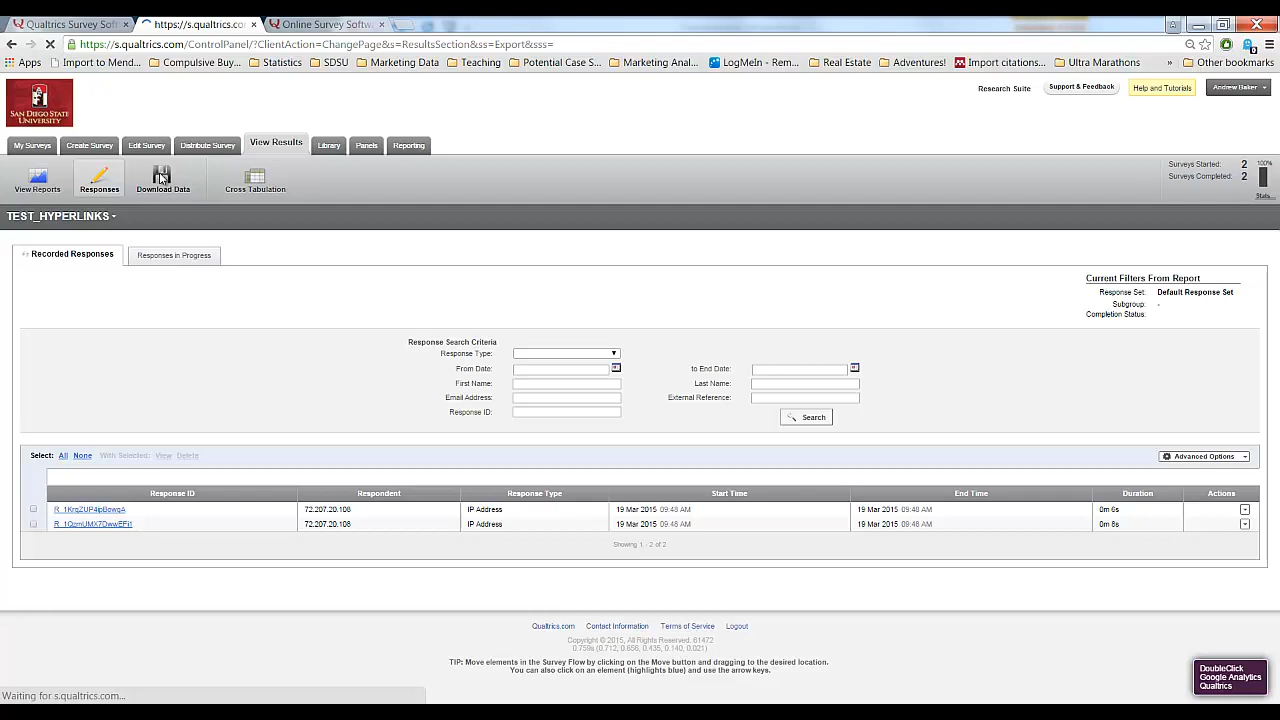 Qualtrics Survey Soft ×
https://s.qualtrics.co ×
Online Survey Softwa ×
https://s.qualtrics.com/ControlPanel/?ClientAction=ChangePage&s=ResultsSection&ss=Export&sss=
Apps Import to Mend... Compulsive Buy... Statistics SDSU Marketing Data Teaching Potential Case S... Marketing Anal... LogMeIn - Rem... Real Estate Adventures! Import citations... Ultra Marathons » Other bookmarks
SAN DIEGO STATE
UNIVERSITY
Research Suite Support & Feedback Help and Tutorials Andrew Baker
My Surveys Create Survey Edit Survey Distribute Survey View Results Library Panels Reporting
View Reports Responses Download Data Cross Tabulation
Surveys Started: 2 100%
Surveys Completed: 2
Stats...
TEST_HYPERLINKS
Recorded Responses Responses in Progress
Current Filters From Report
Response Set: Default Response Set
Subgroup: -
Completion Status:
Response Search Criteria
Response Type:
From Date: to End Date:
First Name: Last Name:
Email Address: External Reference:
Response ID:
Search
Select: All None With Selected: View Delete Advanced Options
Response ID Respondent Response Type Start Time End Time Duration Actions
72.207.20.108 IP Address 19 Mar 2015 09:48 AM 19 Mar 2015 09:48 AM 0m 6s
72.207.20.108 IP Address 19 Mar 2015 09:48 AM 19 Mar 2015 09:48 AM 0m 6s
Showing 1 - 2 of 2
Qualtrics.com Contact Information Terms of Service Logout
Copyright © 2015, All Rights Reserved. 61472
0.759s (0.712, 0.656, 0.435, 0.140, 0.021)
TIP: Move elements in the Survey Flow by clicking on the Move button and dragging to the desired location.
You can also click on an element (highlights blue) and use the arrow keys.
DoubleClick
Google Analytics
Qualtrics
Waiting for s.qualtrics.com...